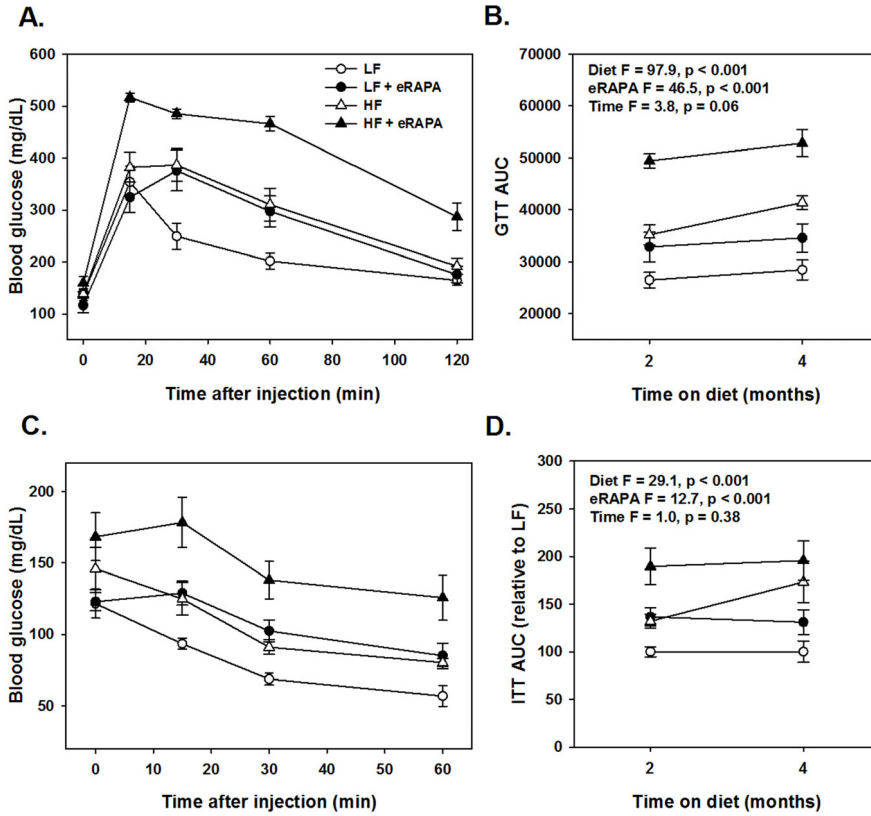 A.
600
500
400
300
200
100
Blood glucose (mg/dL)
LF
LF + eRAPA
HF
HF + eRAPA
0 20 40 60 80 100 120
Time after injection (min)
B.
70000
60000
50000
40000
30000
20000
GTT AUC
Diet F = 97.9, p < 0.001
eRAPA F = 46.5, p < 0.001
Time F = 3.8, p = 0.06
2 4
Time on diet (months)
C.
200
150
100
50
Blood glucose (mg/dL)
0 10 20 30 40 50 60
Time after injection (min)
D.
300
250
200
150
100
50
0
ITT AUC (relative to LF)
Diet F = 29.1, p < 0.001
eRAPA F = 12.7, p < 0.001
Time F = 1.0, p = 0.38
2 4
Time on diet (months)